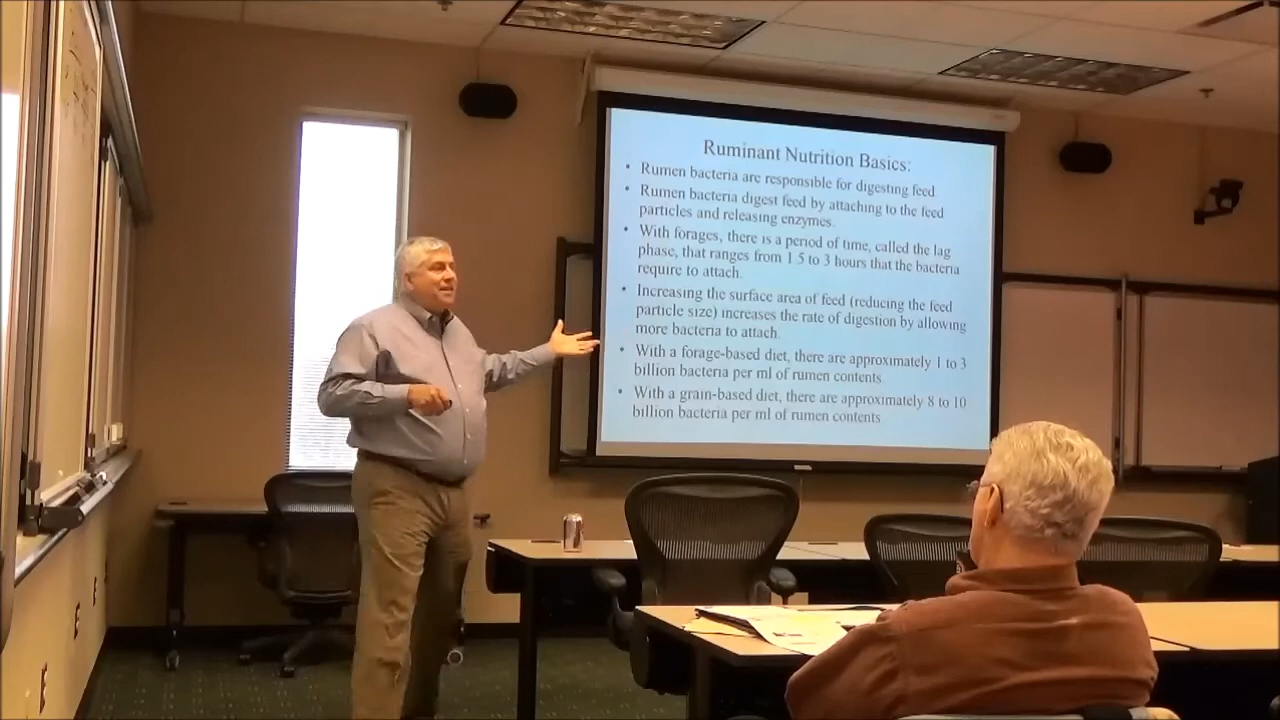 Ruminant Nutrition Basics:
• Rumen bacteria are responsible for digesting feed
• Rumen bacteria digest feed by attaching to the feed
particles and releasing enzymes.
• With forages, there is a period of time, called the lag
phase, that ranges from 1.5 to 3 hours that the bacteria
require to attach.
• Increasing the surface area of feed (reducing the feed
particle size) increases the rate of digestion by allowing
more bacteria to attach.
• With a forage-based diet, there are approximately 1 to 3
billion bacteria per ml of rumen contents
• With a grain-based diet, there are approximately 8 to 10
billion bacteria per ml of rumen contents